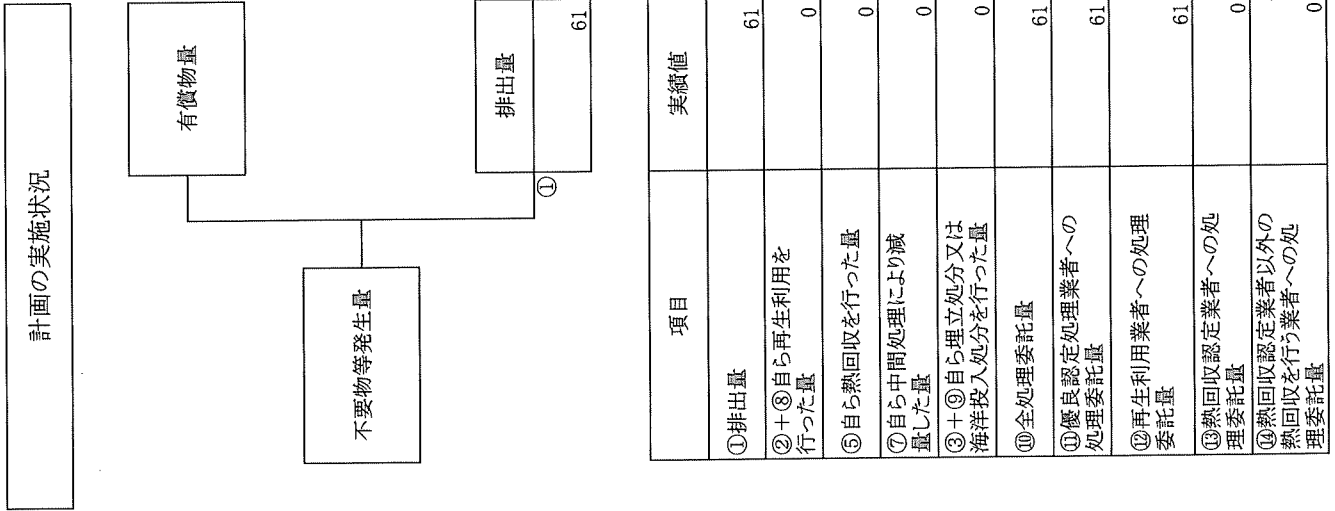 計画の実施状況
有償物量
不要物等発生量
①
排出量
61
項目
実績値
①排出量
61
②+⑧自ら再生利用を
行った量
0
⑤自ら熱回収を行った量
0
⑦自ら中間処理により減
量した量
0
③+⑨自ら埋立処分又は
海洋投入処分を行った量
0
⑩全処理委託量
61
⑪優良認定処理業者への
処理委託量
61
⑫再生利用業者への処理
委託量
61
⑬熱回収認定業者への処
理委託量
0
⑭熱回収認定業者以外の
熱回収を行う業者への処
理委託量
0